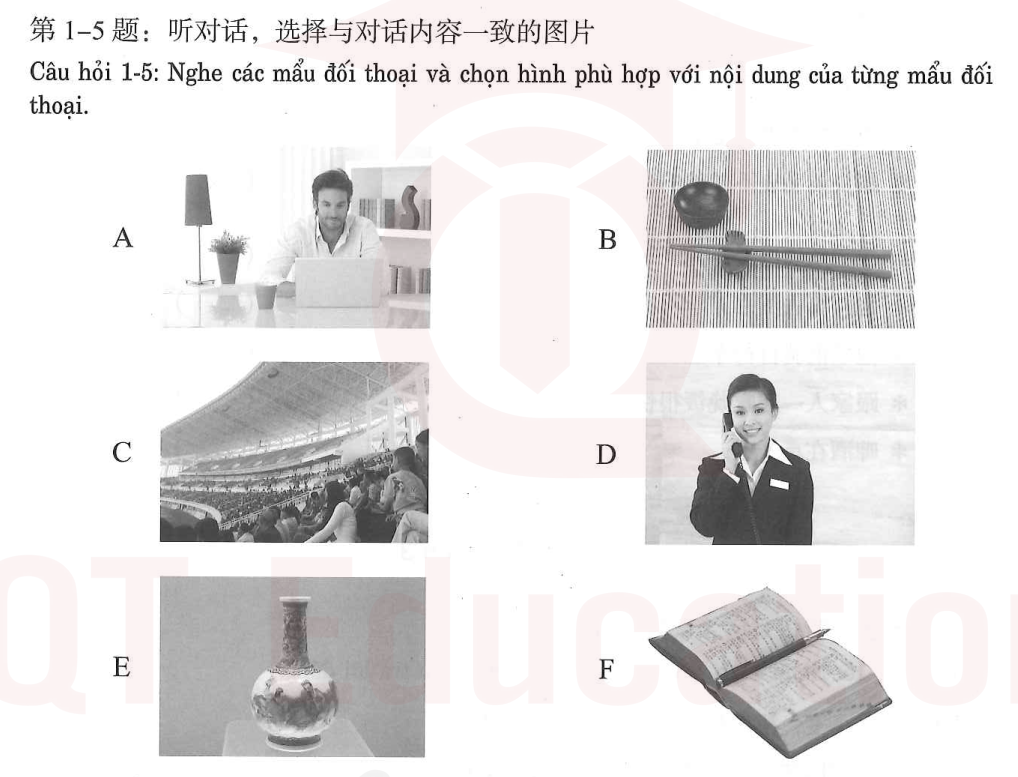 第 1–5 题：听对话，选择与对话内容一致的图片
Câu hỏi 1-5: Nghe các mẩu đối thoại và chọn hình phù hợp với nội dung của từng mẩu đối
thoại.
A
B
C
D
E
F
QT Education